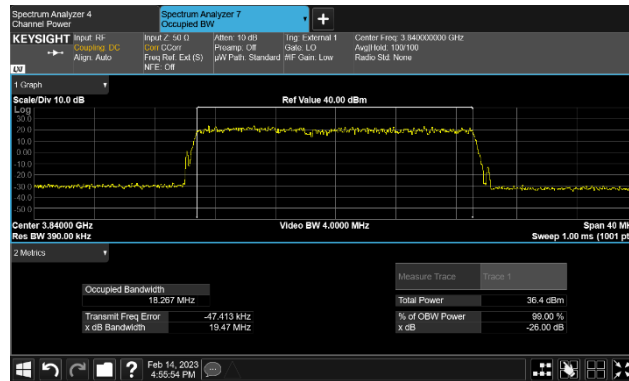 Spectrum Analyzer 4
Channel Power
Spectrum Analyzer 7
Occupied BW
KEYSIGHT
Input: RF
Coupling: DC
Align: Auto
Input Z: 50 Ω
Corr CCorr
Freq Ref: Ext (S)
NFE: Off
Atten: 10 dB
Preamp: Off
µW Path: Standard
Trig: External 1
Gate: LO
#IF Gain: Low
Center Freq: 3.840000000 GHz
Avg|Hold: 100/100
Radio Std: None
LXI
1 Graph
Scale/Div 10.0 dB
Ref Value 40.00 dBm
Log
30.0
20.0
10.0
0.00
-10.0
-20.0
-30.0
-40.0
-50.0
Center 3.84000 GHz
Video BW 4.0000 MHz
Span 40 MH
Res BW 390.00 kHz
Sweep 1.00 ms (1001 pt
2 Metrics
Measure Trace
Trace 1
Occupied Bandwidth
18.267 MHz
Total Power
36.4 dBm
Transmit Freq Error
-47.413 kHz
% of OBW Power
99.00 %
x dB Bandwidth
19.47 MHz
x dB
-26.00 dB
?
Feb 14, 2023
4:55:54 PM